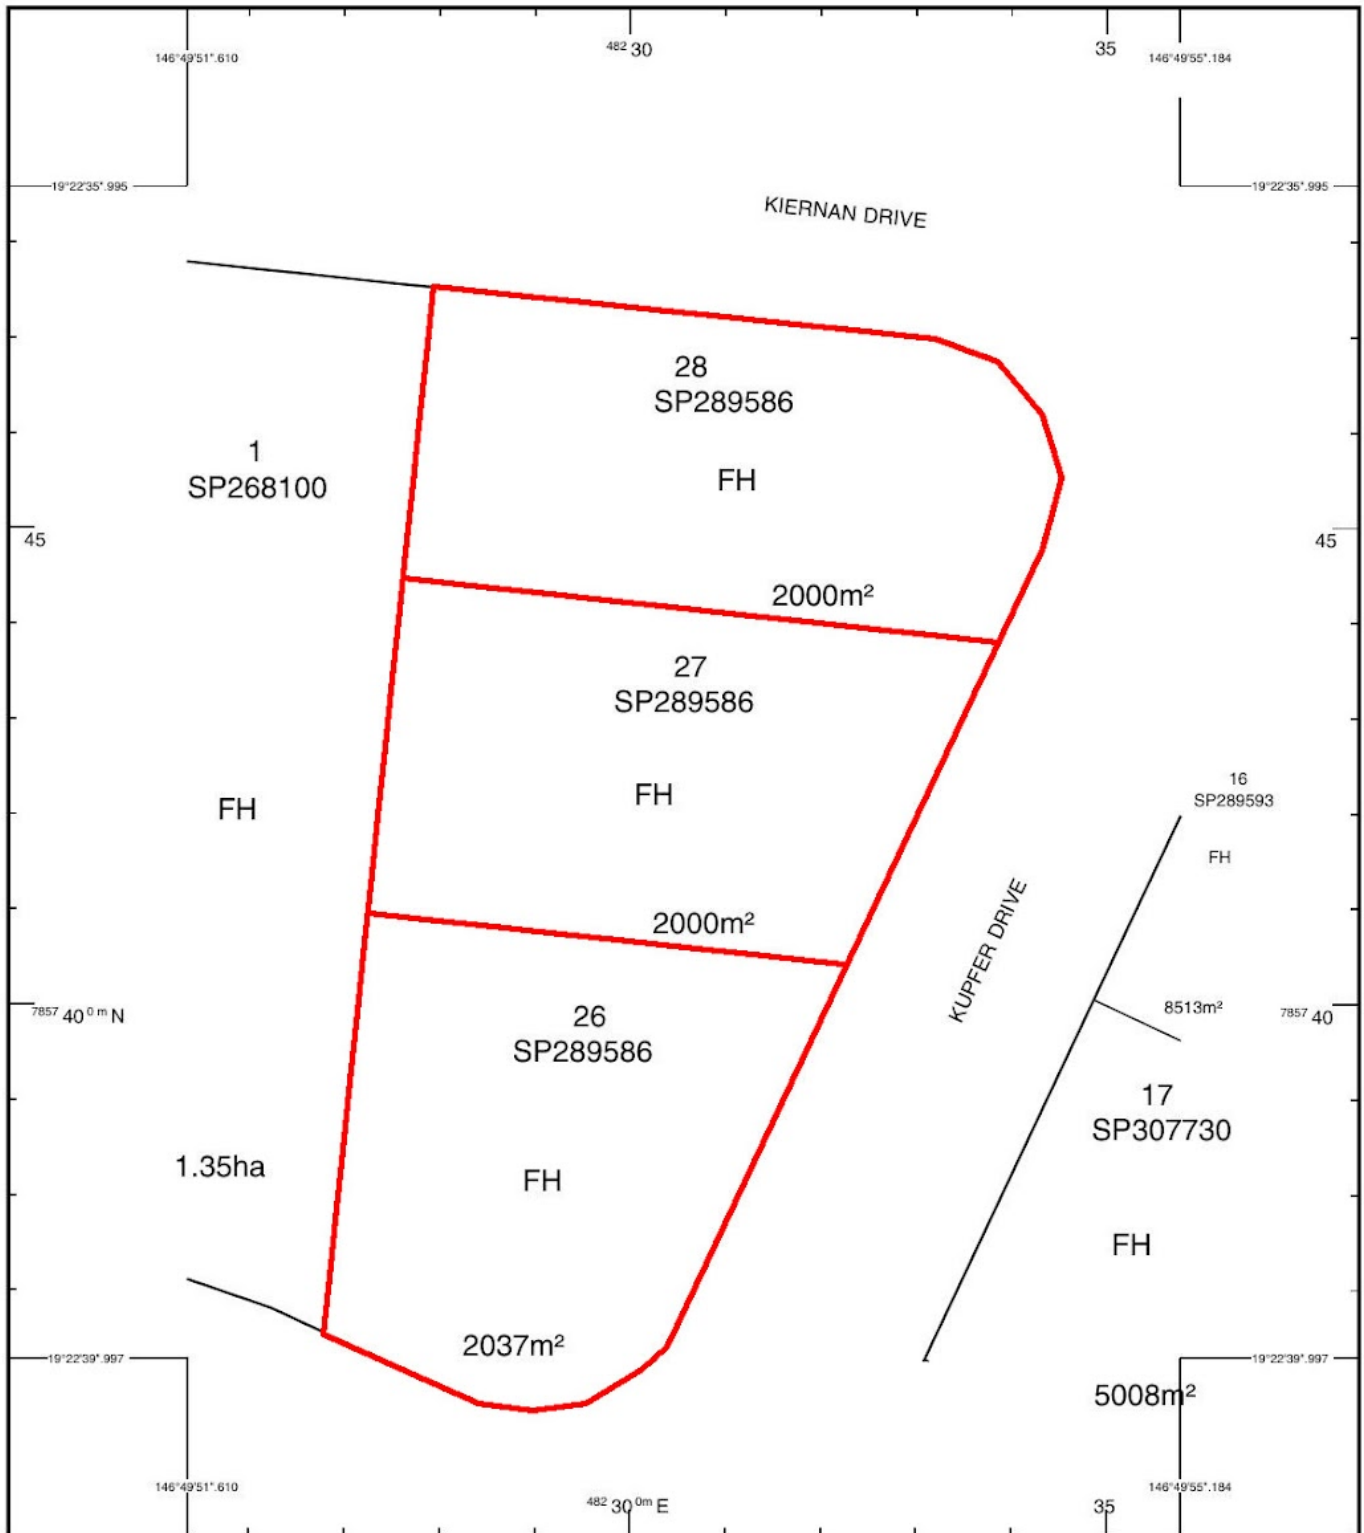 482 30
35
146°49'51".610
146°49'55".184
19°22'35".995
19°22'35".995
KIERNAN DRIVE
28
SP289586
1
SP268100
FH
45
45
2000m²
27
SP289586
16
SP289593
FH
FH
FH
KUPFER DRIVE
2000m²
7857 40 0 m N
26
SP289586
8513m²
7857 40
17
SP307730
1.35ha
FH
FH
2037m²
19°22'39".997
19°22'39".997
5008m²
146°49'51".610
146°49'55".184
482 30 0m E
35